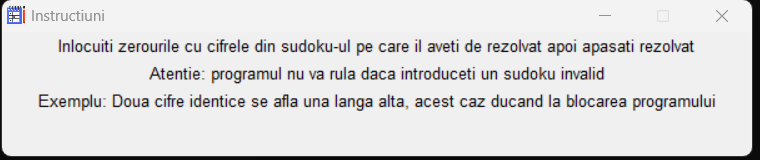 Instructiuni
Inlocuiti zerourile cu cifrele din sudoku-ul pe care il aveti de rezolvat apoi apasati rezolvat
Atentie: programul nu va rula daca introduceti un sudoku invalid
Exemplu: Doua cifre identice se afla una langa alta, acest caz ducand la blocarea programului